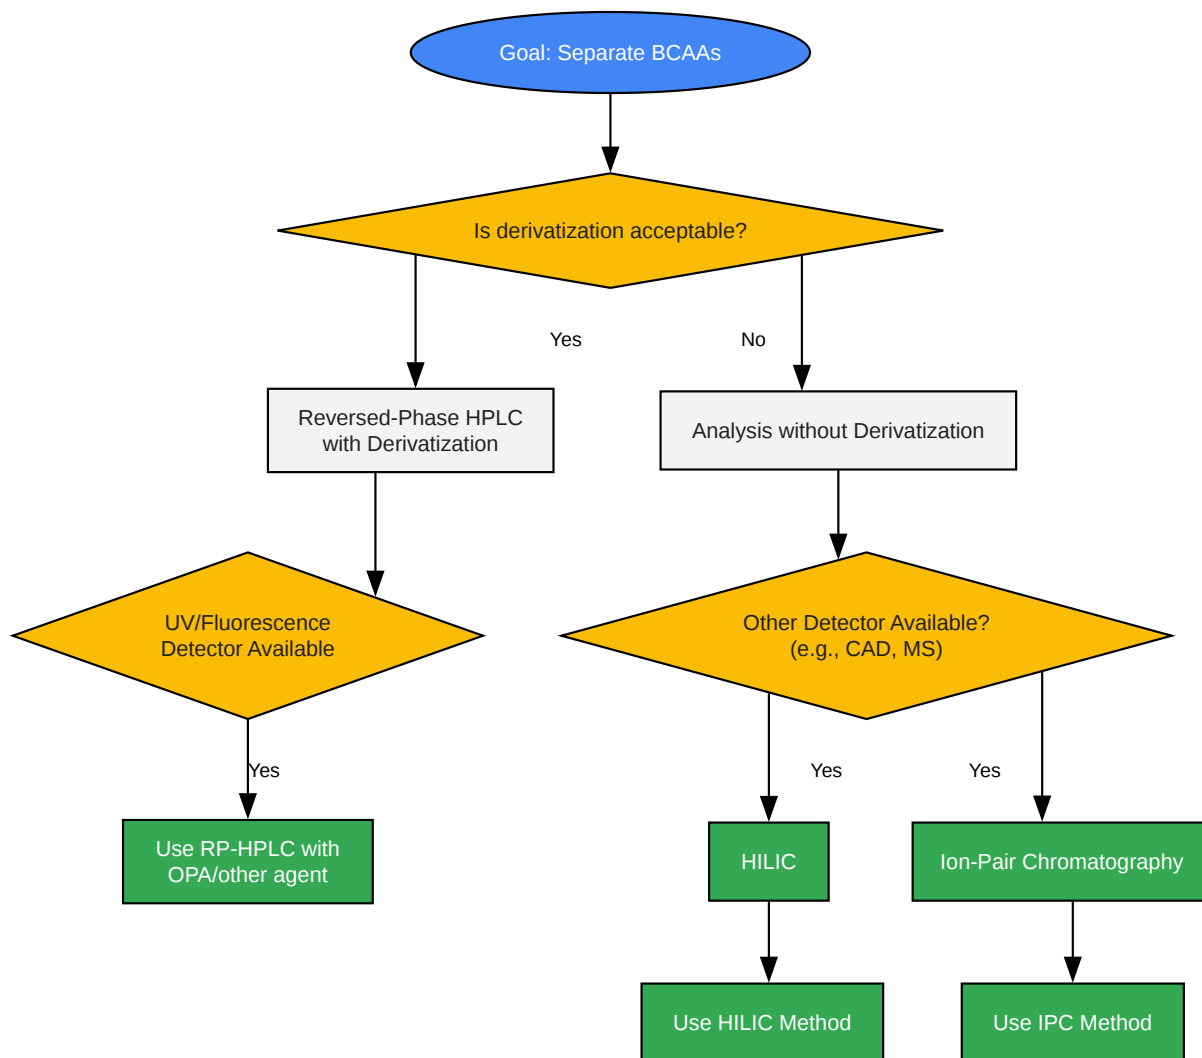 Goal: Separate BCAAs
Is derivatization acceptable?
Yes
No
Reversed-Phase HPLC
with Derivatization
Analysis without Derivatization
UV/Fluorescence
Detector Available
Other Detector Available?
(e.g., CAD, MS)
Yes
Yes
Yes
Use RP-HPLC with
OPA/other agent
HILIC
Ion-Pair Chromatography
Use HILIC Method
Use IPC Method